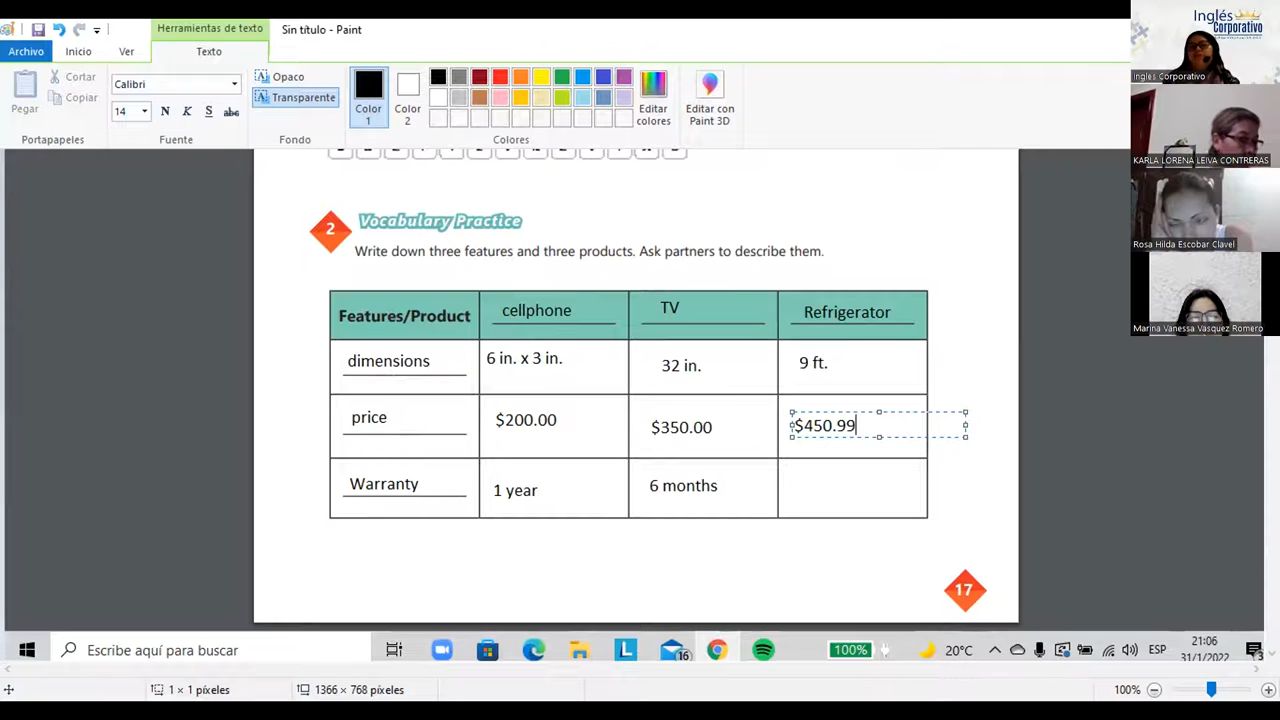 Herramientas de texto
Sin título - Paint
Archivo
Inicio
Ver
Texto
Pegar
Cortar
Copiar
Portapapeles
Calibri
14
N K S abc
Fuente
Opaco
Transparente
Fondo
Color 1
Color 2
Editar colores
Colores
Editar con Paint 3D
Inglés Corporativo
Ingles Corporativo
KARLA LORENA LEIVA CONTRERAS
Rosa Hilda Escobar Clavel
Marina Vanessa Vasquez Romero
2
Vocabulary Practice
Write down three features and three products. Ask partners to describe them.
Features/Product cellphone TV Refrigerator
dimensions 6 in. x 3 in. 32 in. 9 ft.
price $200.00 $350.00 $450.99
Warranty 1 year 6 months
17
Escribe aquí para buscar
L
16
100%
20°C
ESP
21:06
31/1/2022
3
1 × 1 píxeles
1366 × 768 píxeles
100%